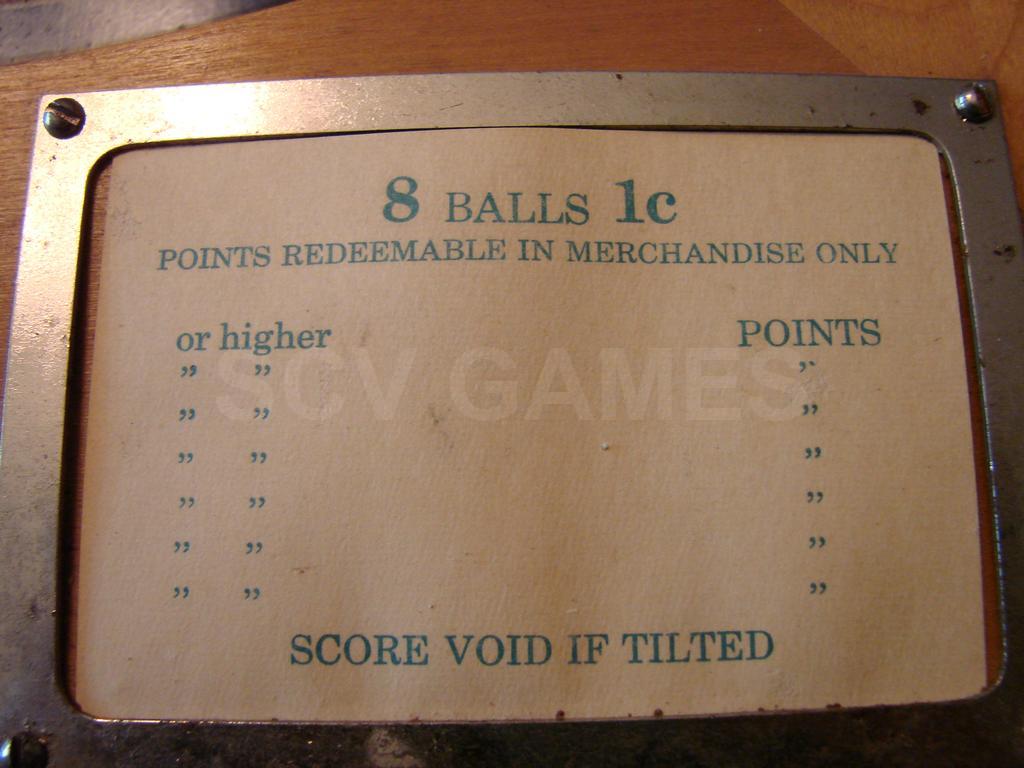 8 BALLS 1c
POINTS REDEEMABLE IN MERCHANDISE ONLY
or higher POINTS
" " "
" " "
" " "
" " "
" " "
" " "
SCORE VOID IF TILTED
SCV GAMES